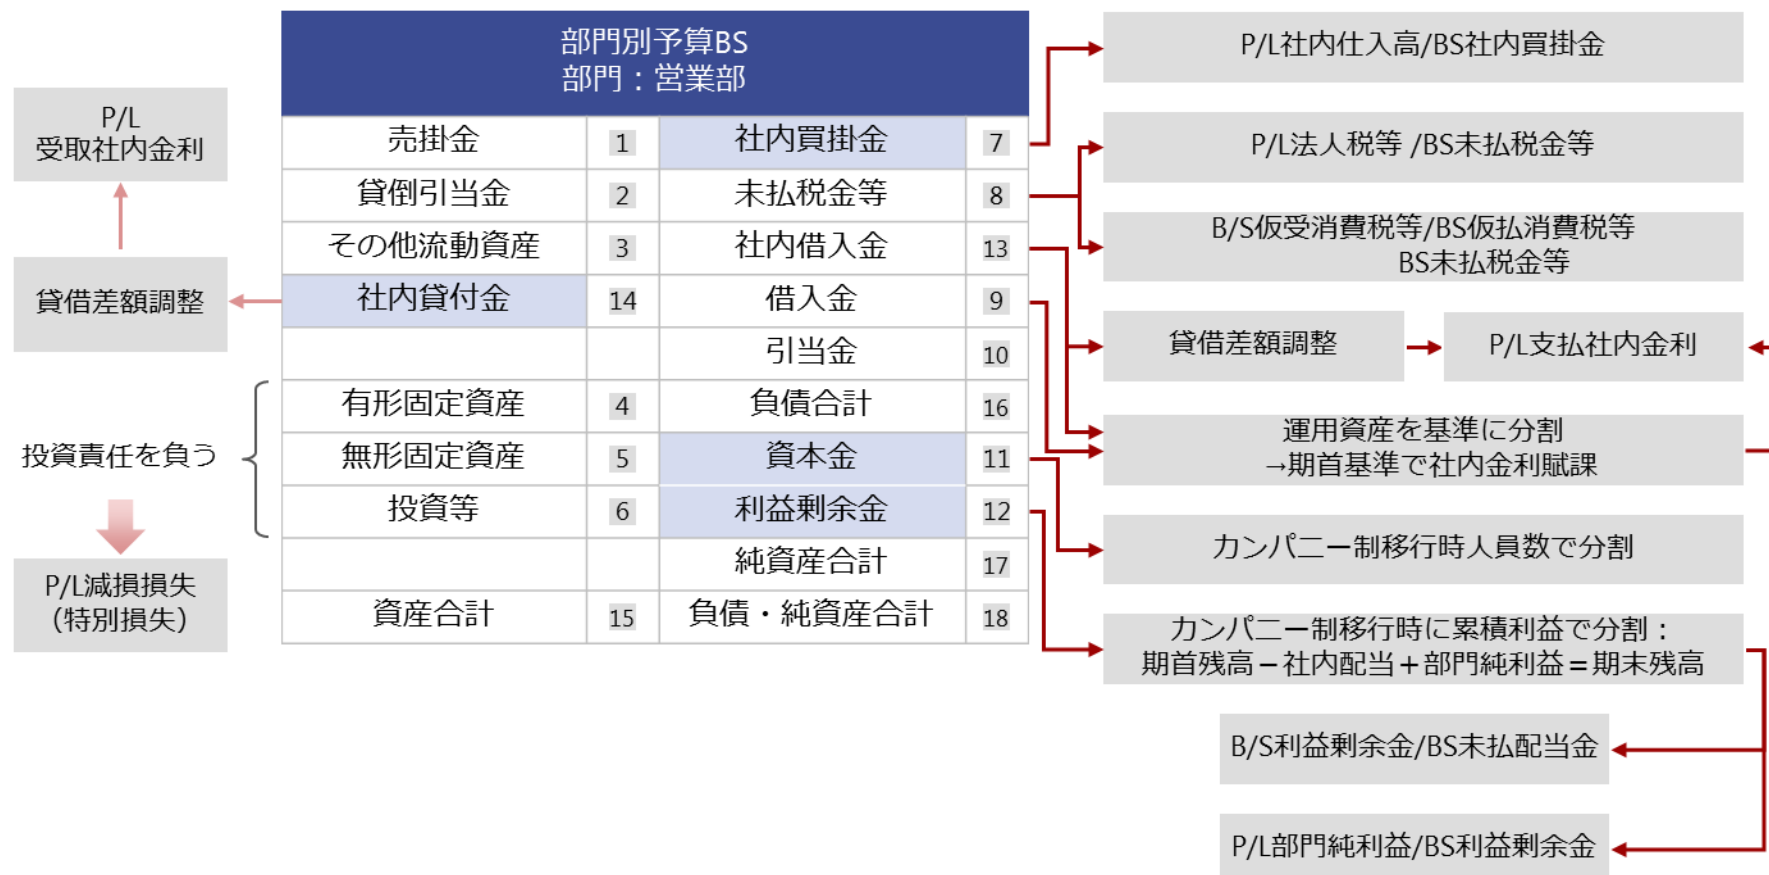 部門別予算BS
部門：営業部
売掛金 1 社内買掛金 7
貸倒引当金 2 未払税金等 8
その他流動資産 3 社内借入金 13
社内貸付金 14 借入金 9
引当金 10
有形固定資産 4 負債合計 16
無形固定資産 5 資本金 11
投資等 6 利益剰余金 12
純資産合計 17
資産合計 15 負債・純資産合計 18
P/L
受取社内金利
貸借差額調整
投資責任を負う
P/L減損損失
（特別損失）
P/L社内仕入高/BS社内買掛金
P/L法人税等 /BS未払税金等
B/S仮受消費税等/BS仮払消費税等
BS未払税金等
貸借差額調整
P/L支払社内金利
運用資産を基準に分割
→期首基準で社内金利賦課
カンパニー制移行時人員数で分割
カンパニー制移行時に累積利益で分割：
期首残高－社内配当＋部門純利益＝期末残高
B/S利益剰余金/BS未払配当金
P/L部門純利益/BS利益剰余金